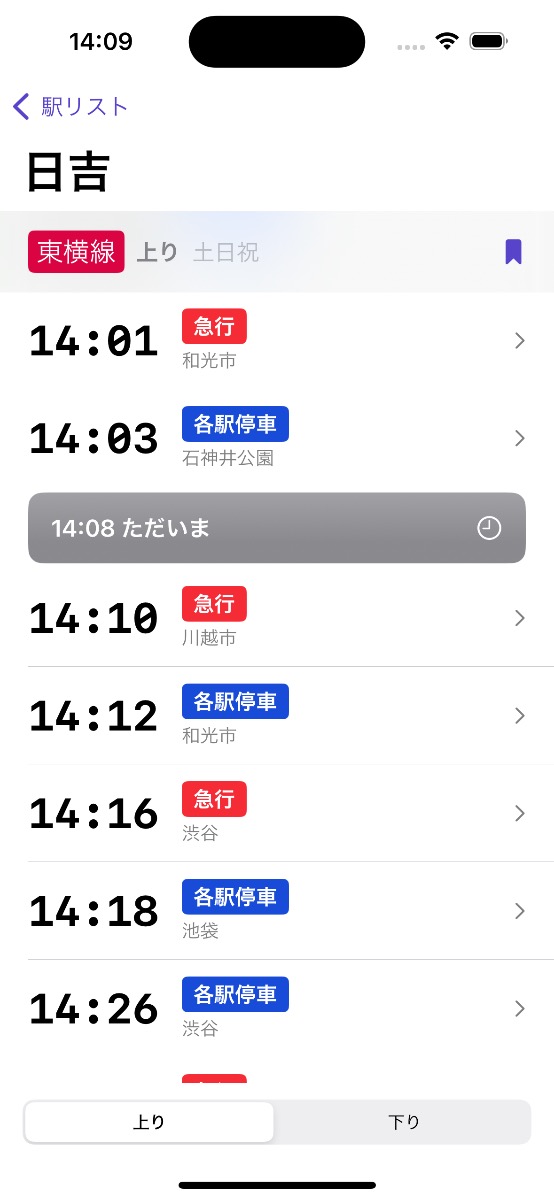 14:09
駅リスト
日吉
東横線 上り 土日祝
14:01 急行
和光市
14:03 各駅停車
石神井公園
14:08 ただいま
14:10 急行
川越市
14:12 各駅停車
和光市
14:16 急行
渋谷
14:18 各駅停車
池袋
14:26 各駅停車
渋谷
上り 下り